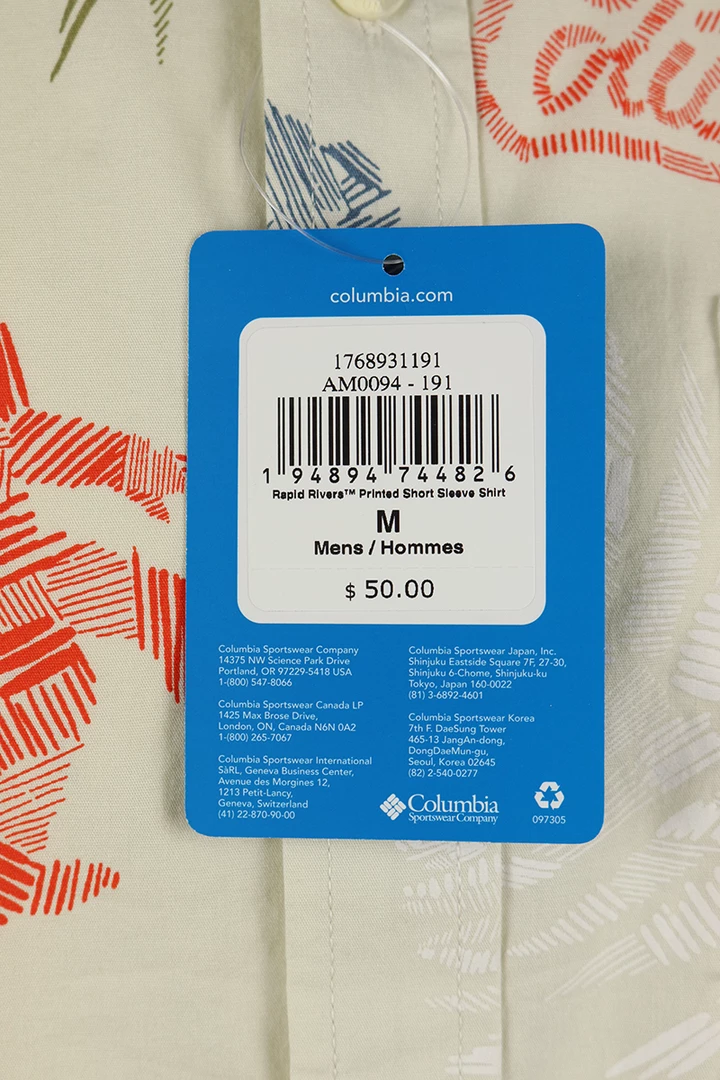 columbia.com
1768931191
AM0094 - 191
1 94894 74482 6
Rapid Rivers™ Printed Short Sleeve Shirt
M
Mens / Hommes
$ 50.00
Columbia Sportswear Company
14375 NW Science Park Drive
Portland, OR 97229-5418 USA
1-(800) 547-8066
Columbia Sportswear Canada LP
1425 Max Brose Drive,
London, ON, Canada N6N 0A2
1-(800) 265-7067
Columbia Sportswear International
SàRL, Geneva Business Center,
Avenue des Morgines 12,
1213 Petit-Lancy,
Geneva, Switzerland
(41) 22-870-90-00
Columbia Sportswear Japan, Inc.
Shinjuku Eastside Square 7F, 27-30,
Shinjuku 6-Chome, Shinjuku-ku
Tokyo, Japan 160-0022
(81) 3-6892-4601
Columbia Sportswear Korea
7th F. DaeSung Tower
465-13 JangAn-dong,
DongDaeMun-gu,
Seoul, Korea 02645
(82) 2-540-0277
Columbia
Sportswear Company
097305